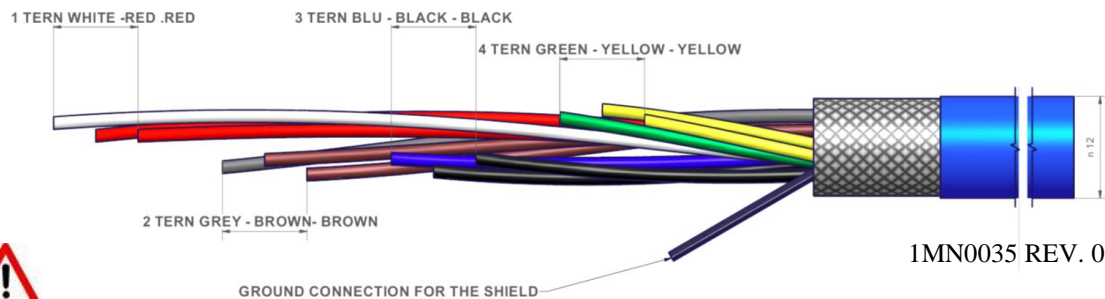 1 TERN WHITE -RED .RED
3 TERN BLU - BLACK - BLACK
4 TERN GREEN - YELLOW - YELLOW
n 12
2 TERN GREY - BROWN- BROWN
1MN0035 REV. 0
GROUND CONNECTION FOR THE SHIELD
!